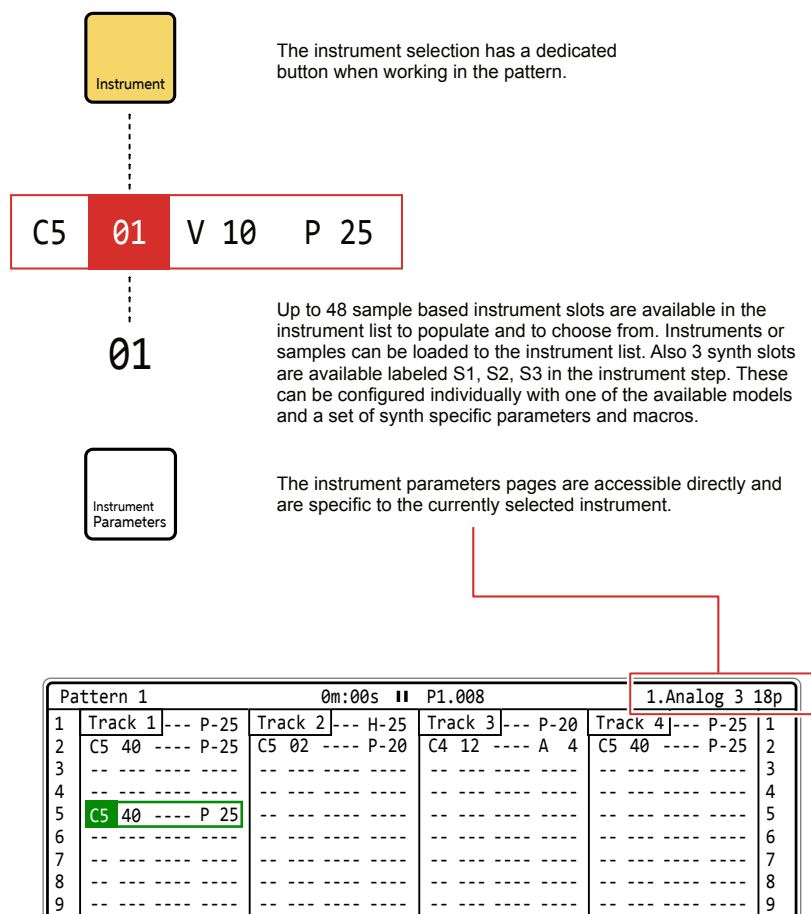 Instrument
The instrument selection has a dedicated
button when working in the pattern.
C5 01 V 10 P 25
01
Up to 48 sample based instrument slots are available in the
instrument list to populate and to choose from. Instruments or
samples can be loaded to the instrument list. Also 3 synth slots
are available labeled S1, S2, S3 in the instrument step. These
can be configured individually with one of the available models
and a set of synth specific parameters and macros.
Instrument
Parameters
The instrument parameters pages are accessible directly and
are specific to the currently selected instrument.
Pattern 1 0m:00s P1.008 1.Analog 3 18p
1 Track 1 --- P-25 Track 2 --- H-25 Track 3 --- P-20 Track 4 --- P-25 1
2 C5 40 ---- P-25 C5 02 ---- P-20 C4 12 ---- A 4 C5 40 ---- P-25 2
3 -- --- ---- ---- -- --- ---- ---- -- --- ---- ---- -- --- ---- ---- 3
4 -- --- ---- ---- -- --- ---- ---- -- --- ---- ---- -- --- ---- ---- 4
5 C5 40 ---- P 25 -- --- ---- ---- -- --- ---- ---- -- --- ---- ---- 5
6 -- --- ---- ---- -- --- ---- ---- -- --- ---- ---- -- --- ---- ---- 6
7 -- --- ---- ---- -- --- ---- ---- -- --- ---- ---- -- --- ---- ---- 7
8 -- --- ---- ---- -- --- ---- ---- -- --- ---- ---- -- --- ---- ---- 8
9 -- --- ---- ---- -- --- ---- ---- -- --- ---- ---- -- --- ---- ---- 9